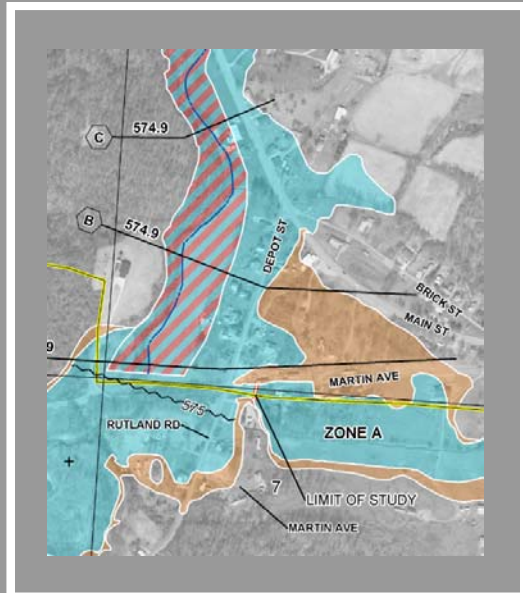 574.9
C
B
574.9
DEPOT ST
BRICK ST
MAIN ST
9
MARTIN AVE
575
RUTLAND RD
ZONE A
7
LIMIT OF STUDY
MARTIN AVE